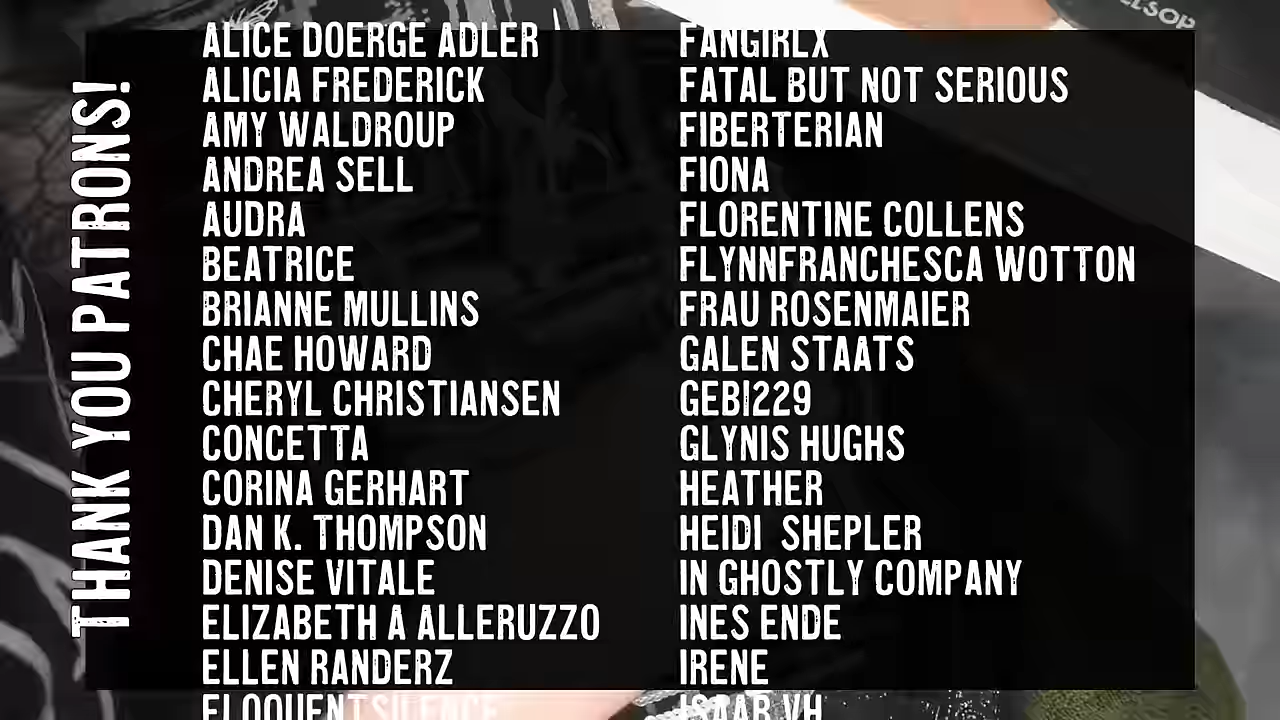 THANK YOU PATRONS!
ALICE DOERGE ADLER
ALICIA FREDERICK
AMY WALDROUP
ANDREA SELL
AUDRA
BEATRICE
BRIANNE MULLINS
CHAE HOWARD
CHERYL CHRISTIANSEN
CONCETTA
CORINA GERHART
DAN K. THOMPSON
DENISE VITALE
ELIZABETH A ALLERUZZO
ELLEN RANDERZ
ELOQUENTSILENCE
FANGIRLX
FATAL BUT NOT SERIOUS
FIBERTERIAN
FIONA
FLORENTINE COLLENS
FLYNNFRANCHESCA WOTTON
FRAU ROSENMAIER
GALEN STAATS
GEBI229
GLYNIS HUGHS
HEATHER
HEIDI  SHEPLER
IN GHOSTLY COMPANY
INES ENDE
IRENE
ISAAR VH